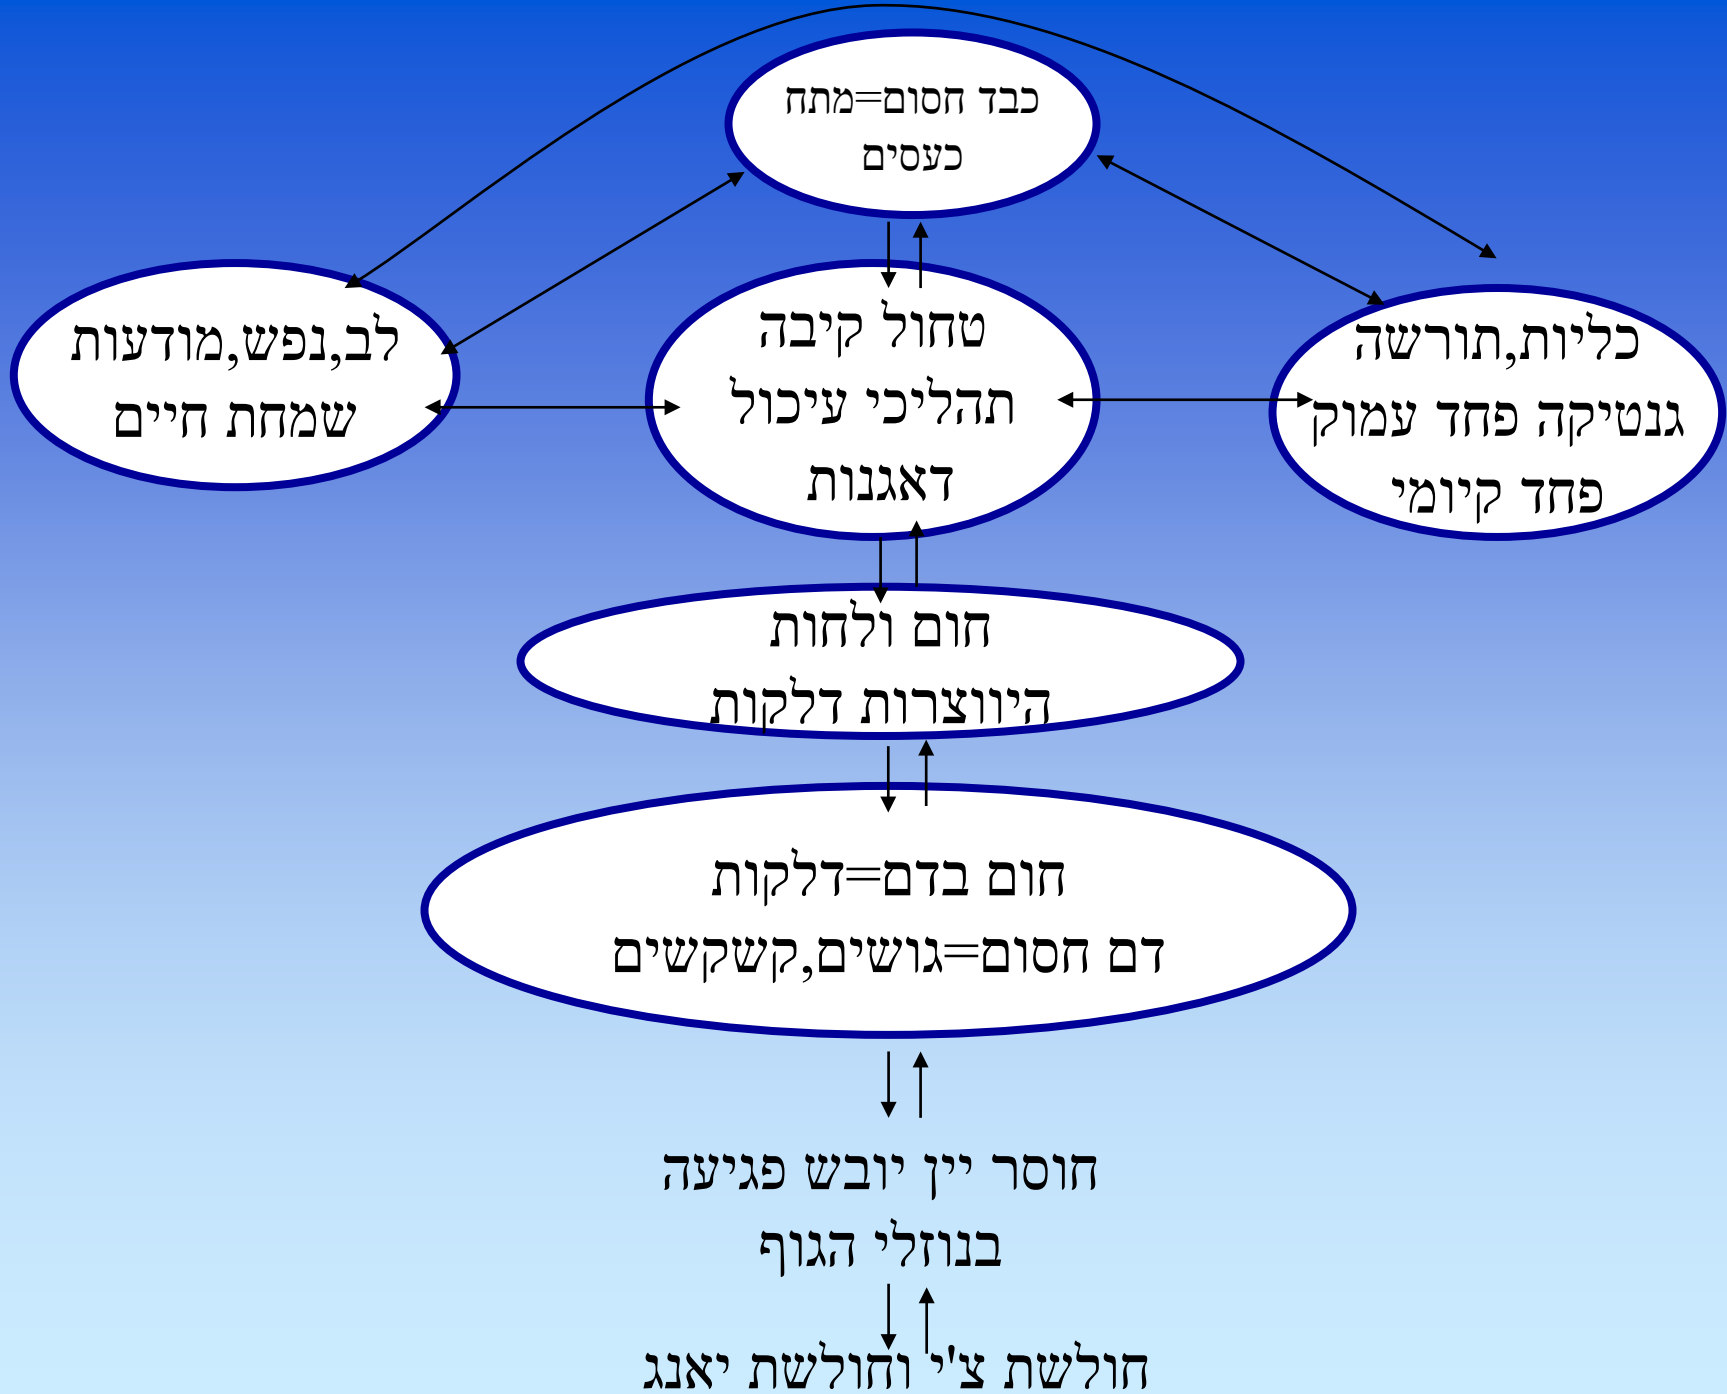 כבד חסום=מתח
כעסים
כליות,תורשה
גנטיקה פחד עמוק
פחד קיומי
טחול קיבה
תהליכי עיכול
דאגנות
לב,נפש,מודעות
שמחת חיים
חום ולחות
היווצרות דלקות
חום בדם=דלקות
דם חסום=גושים,קשקשים
חוסר יין יובש פגיעה
בנוזלי הגוף
חולשת צ'י וחולשת יאנג